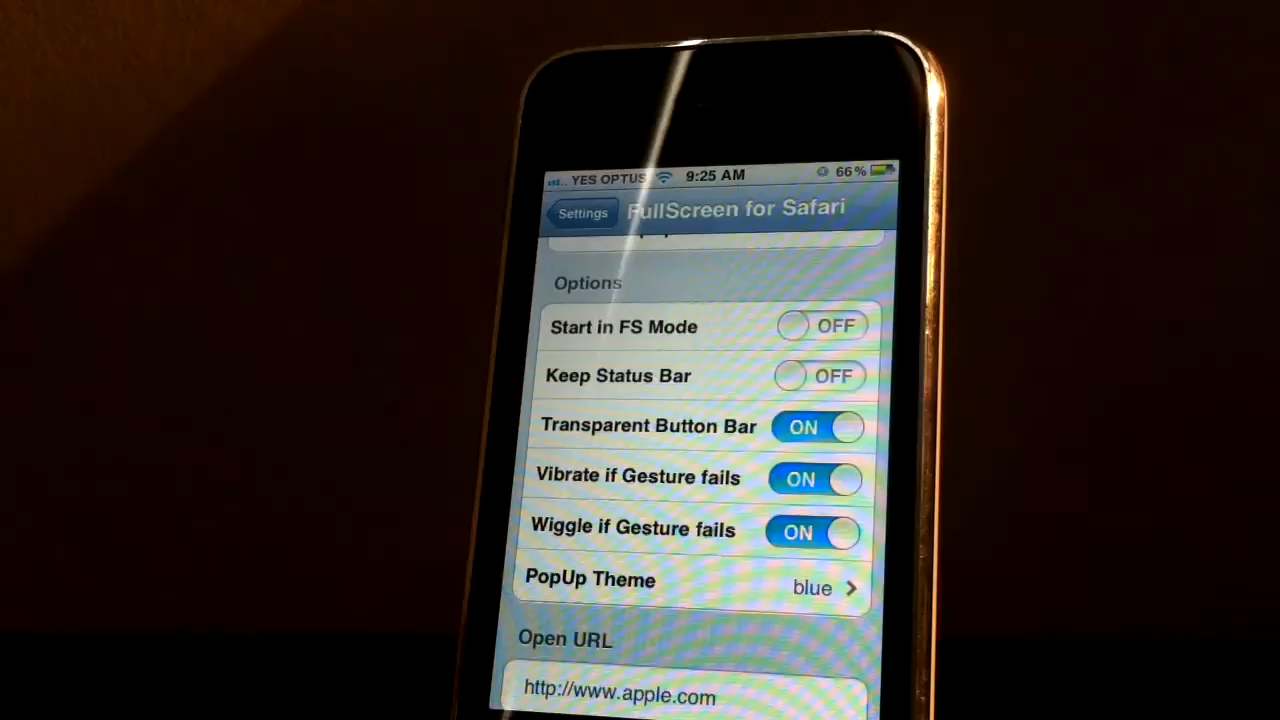 YES OPTUS 9:25 AM 66%
Settings FullScreen for Safari
Options
Start in FS Mode OFF
Keep Status Bar OFF
Transparent Button Bar ON
Vibrate if Gesture fails ON
Wiggle if Gesture fails ON
PopUp Theme blue
Open URL
http://www.apple.com